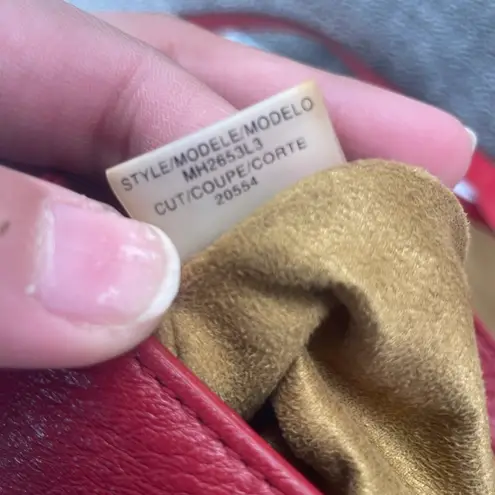 STYLE/MODELE/MODELO
MH2653L3
CUT/COUPE/CORTE
20554